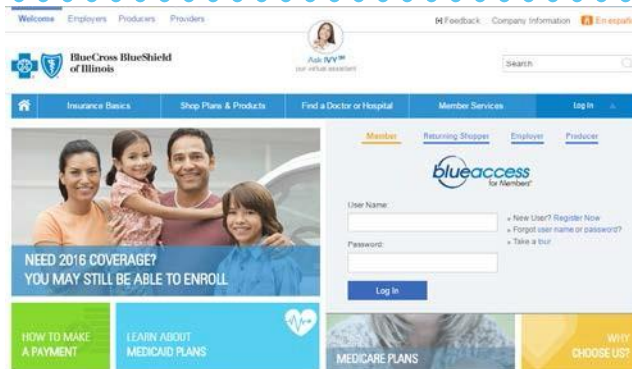 Welcome Employers Producers Providers
[+] Feedback Company Information En español
BlueCross BlueShield
of Illinois
Ask IVY℠
your virtual assistant
Search
Insurance Basics Shop Plans & Products Find a Doctor or Hospital Member Services Log In
Member Returning Shopper Employer Producer
blueaccess
for Members℠
User Name:
» New User? Register Now
» Forgot user name or password?
» Take a tour
Password:
Log In
NEED 2016 COVERAGE?
YOU MAY STILL BE ABLE TO ENROLL
HOW TO MAKE
A PAYMENT
LEARN ABOUT
MEDICAID PLANS
MEDICARE PLANS
WHY
CHOOSE US?